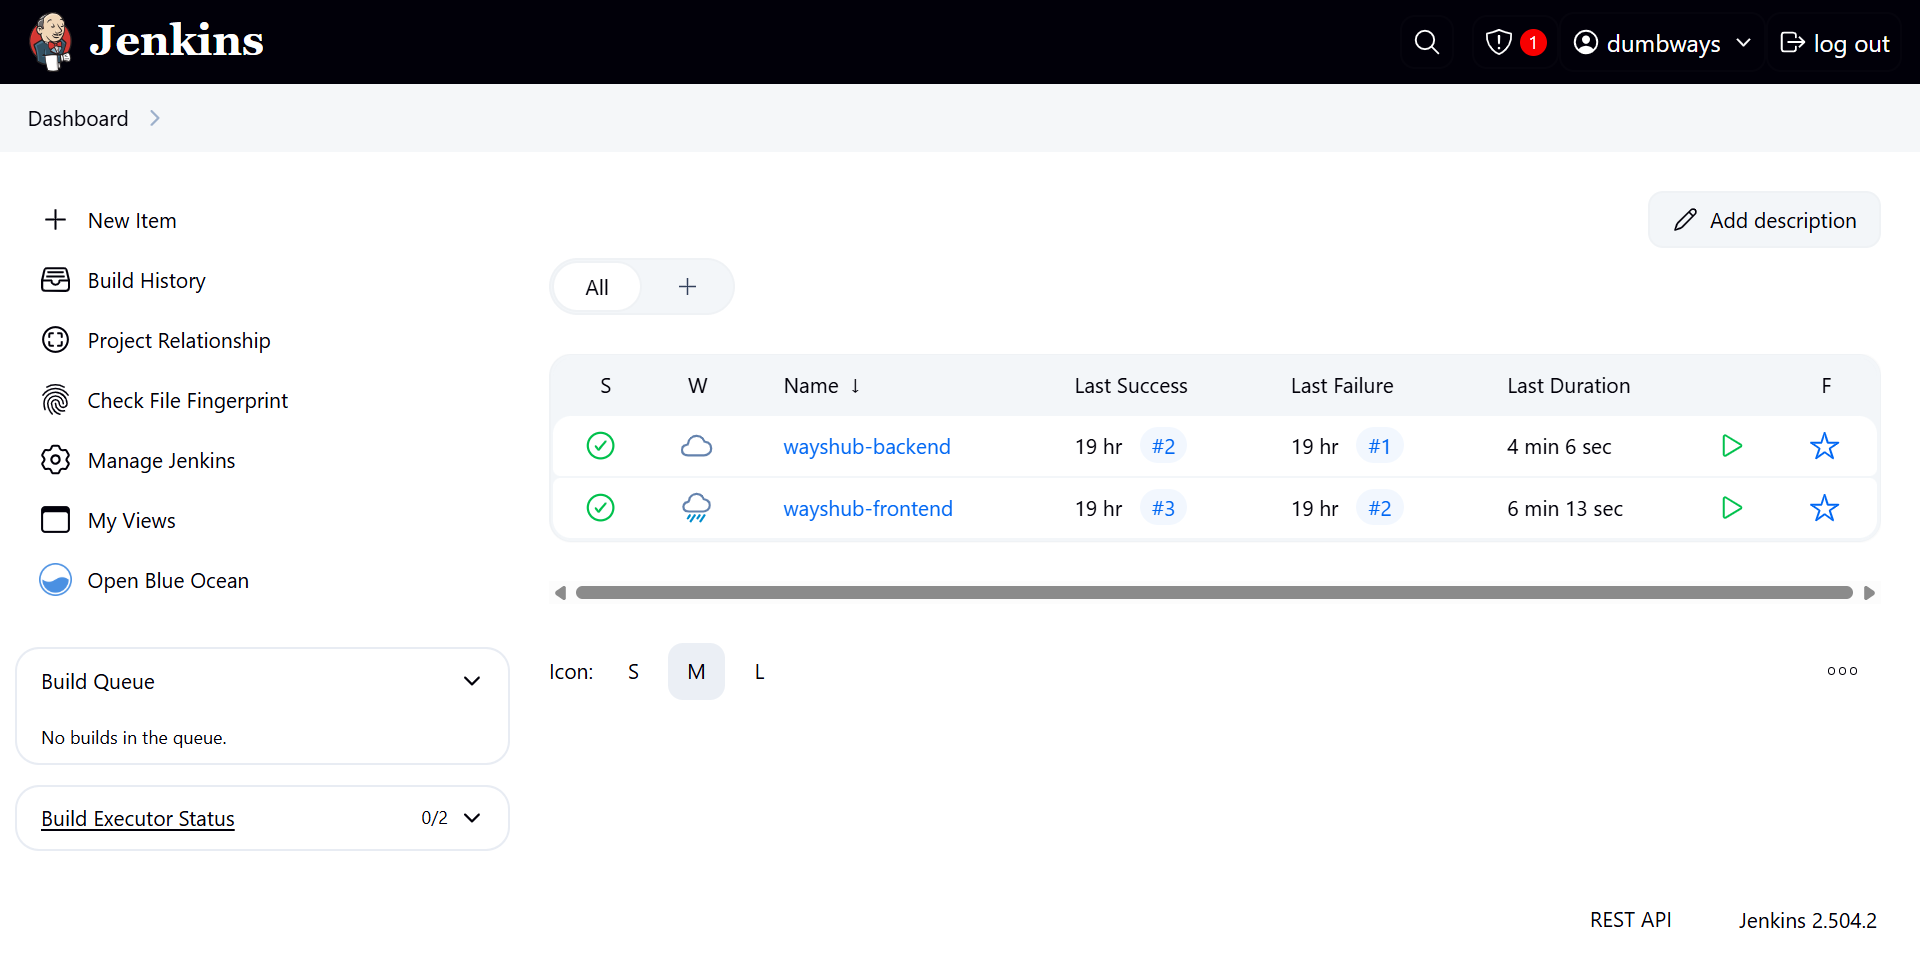 Jenkins
1 dumbways log out
Dashboard
New Item
Build History
Project Relationship
Check File Fingerprint
Manage Jenkins
My Views
Open Blue Ocean
Build Queue
No builds in the queue.
Build Executor Status 0/2
Add description
All +
S W Name ↓ Last Success Last Failure Last Duration F
wayshub-backend 19 hr #2 19 hr #1 4 min 6 sec
wayshub-frontend 19 hr #3 19 hr #2 6 min 13 sec
Icon: S M L
REST API Jenkins 2.504.2